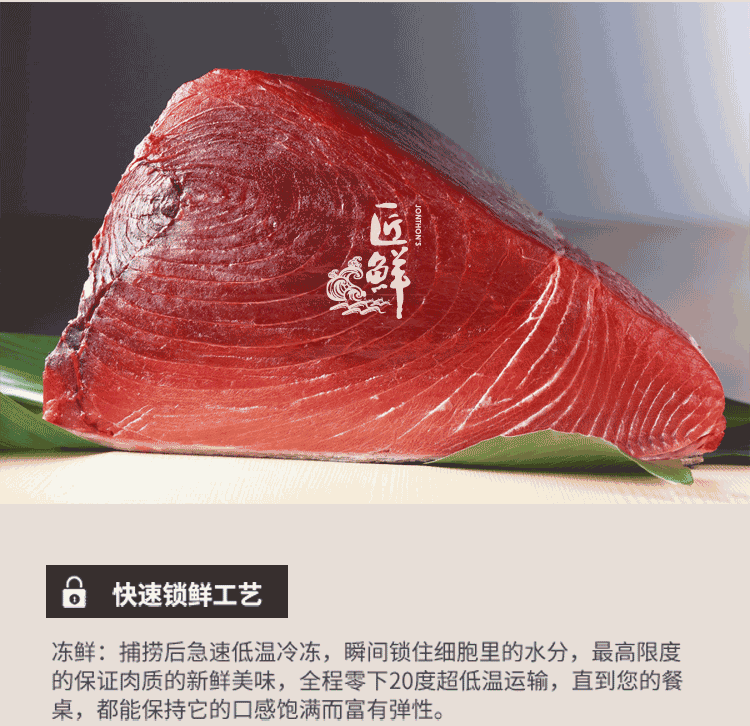 匠鲜
JONTHON'S
快速锁鲜工艺
冻鲜：捕捞后急速低温冷冻，瞬间锁住细胞里的水分，最高限度
的保证肉质的新鲜美味，全程零下20度超低温运输，直到您的餐
桌，都能保持它的口感饱满而富有弹性。